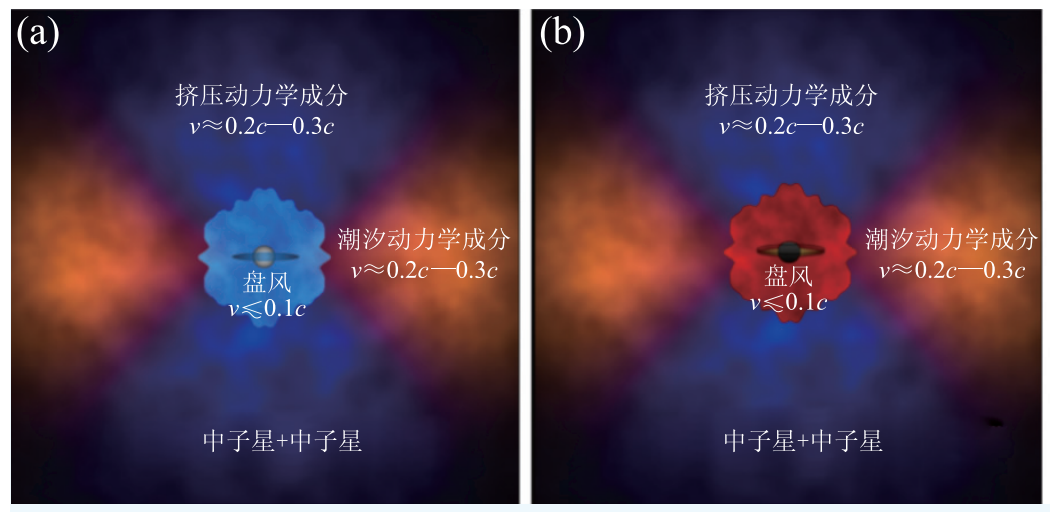 (a)
挤压动力学成分
v≈0.2c—0.3c
潮汐动力学成分
v≈0.2c—0.3c
盘风
v⩽0.1c
中子星+中子星
(b)
挤压动力学成分
v≈0.2c—0.3c
潮汐动力学成分
v≈0.2c—0.3c
盘风
v⩽0.1c
中子星+中子星